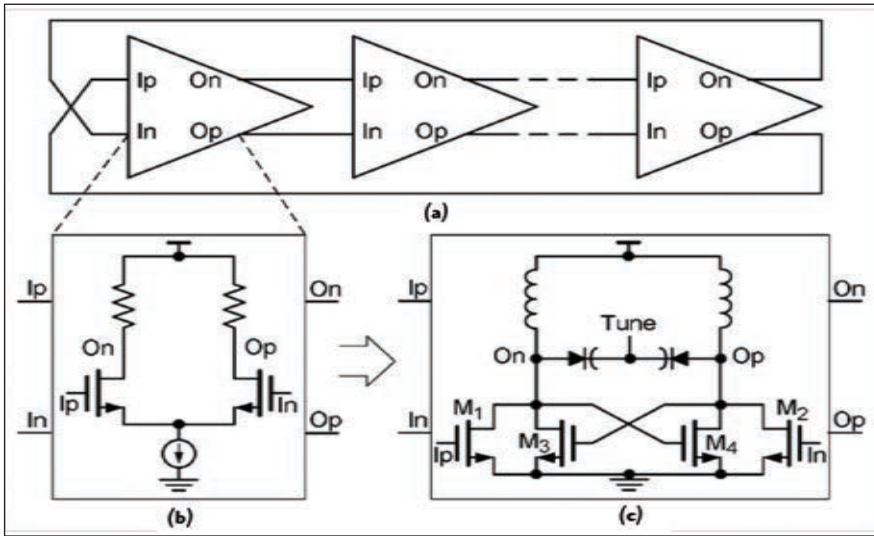 Ip On Ip On Ip On
In Op In Op In Op
(a)
Ip On Ip On
Tune
On Op On Op
Ip In
In Op In M1 M3 M4 M2 Op
Ip In
(b) (c)